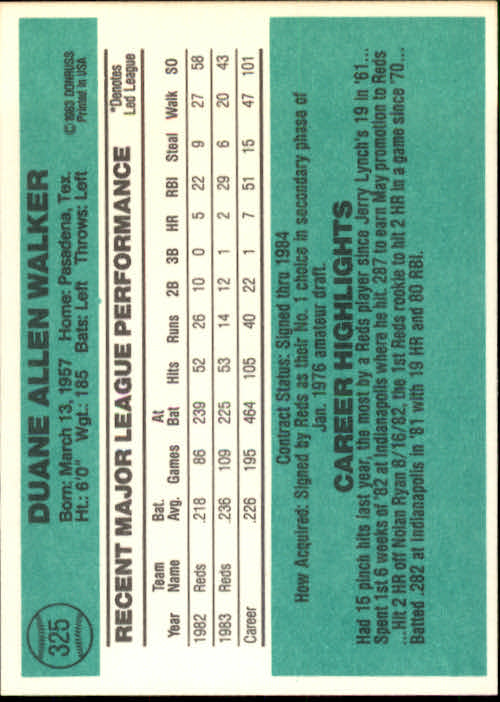 325
DUANE ALLEN WALKER
Born: March 13, 1957 Home: Pasadena, Tex.
Ht.: 6'0" Wgt.: 185 Bats: Left Throws: Left
© 1983 DONRUSS
Printed in USA
RECENT MAJOR LEAGUE PERFORMANCE
*Denotes
Led League
Year Team Name Bat. Avg. Games At Bat Hits Runs 2B 3B HR RBI Steal Walk SO
1982 Reds .218 86 239 52 26 10 0 5 22 9 27 58
1983 Reds .236 109 225 53 14 12 1 2 29 6 20 43
Career .226 195 464 105 40 22 1 7 51 15 47 101
Contract Status: Signed thru 1984
How Acquired: Signed by Reds as their No. 1 choice in secondary phase of
Jan. 1976 amateur draft.
CAREER HIGHLIGHTS
Had 15 pinch hits last year, the most by a Reds player since Jerry Lynch's 19 in '61...
Spent 1st 6 weeks of '82 at Indianapolis where he hit .287 to earn May promotion to Reds
...Hit 2 HR off Nolan Ryan 8/16/82, the 1st Reds rookie to hit 2 HR in a game since '70...
Batted .282 at Indianapolis in '81 with 19 HR and 80 RBI.